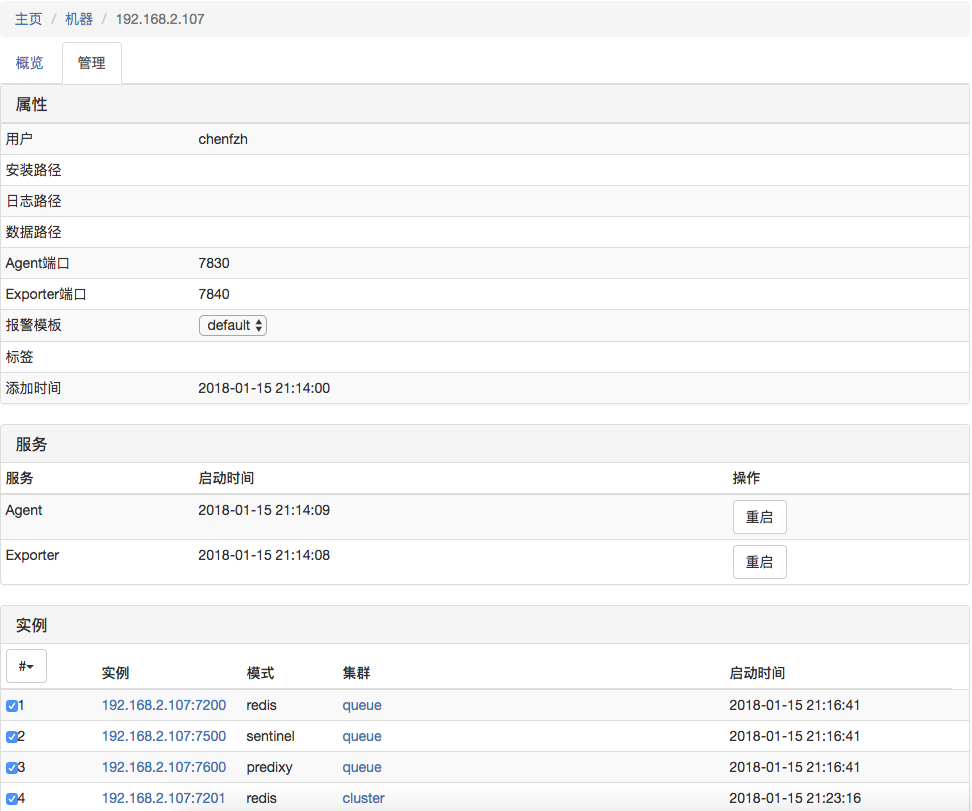 主页 / 机器 / 192.168.2.107
概览 管理
属性
用户 chenfzh
安装路径
日志路径
数据路径
Agent端口 7830
Exporter端口 7840
报警模板 default
标签
添加时间 2018-01-15 21:14:00
服务
服务 启动时间 操作
Agent 2018-01-15 21:14:09 重启
Exporter 2018-01-15 21:14:08 重启
实例
# 实例 模式 集群 启动时间
1 192.168.2.107:7200 redis queue 2018-01-15 21:16:41
2 192.168.2.107:7500 sentinel queue 2018-01-15 21:16:41
3 192.168.2.107:7600 predixy queue 2018-01-15 21:16:41
4 192.168.2.107:7201 redis cluster 2018-01-15 21:23:16